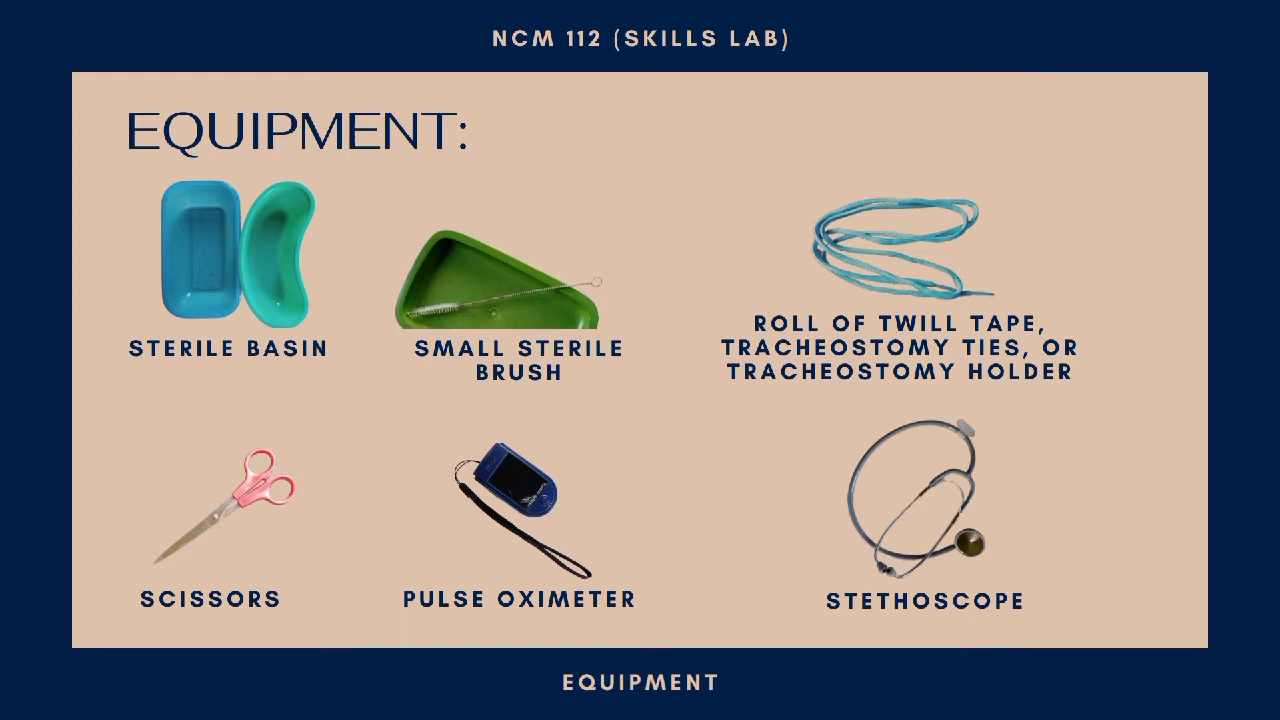 NCM 112 (SKILLS LAB)
EQUIPMENT:
STERILE BASIN
SMALL STERILE
BRUSH
ROLL OF TWILL TAPE,
TRACHEOSTOMY TIES, OR
TRACHEOSTOMY HOLDER
SCISSORS
PULSE OXIMETER
STETHOSCOPE
EQUIPMENT